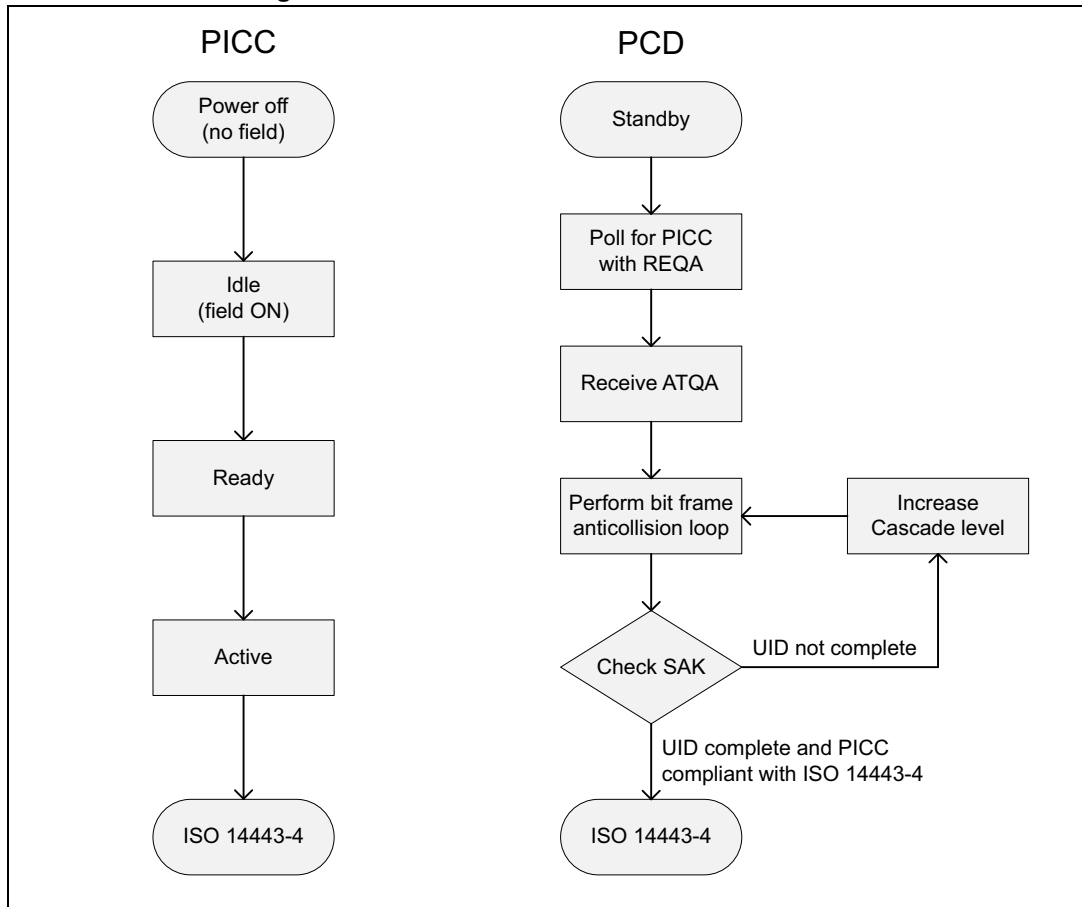 PICC
Power off
(no field)
Idle
(field ON)
Ready
Active
ISO 14443-4
PCD
Standby
Poll for PICC
with REQA
Receive ATQA
Perform bit frame
anticollision loop
Increase
Cascade level
Check SAK
UID not complete
UID complete and PICC
compliant with ISO 14443-4
ISO 14443-4